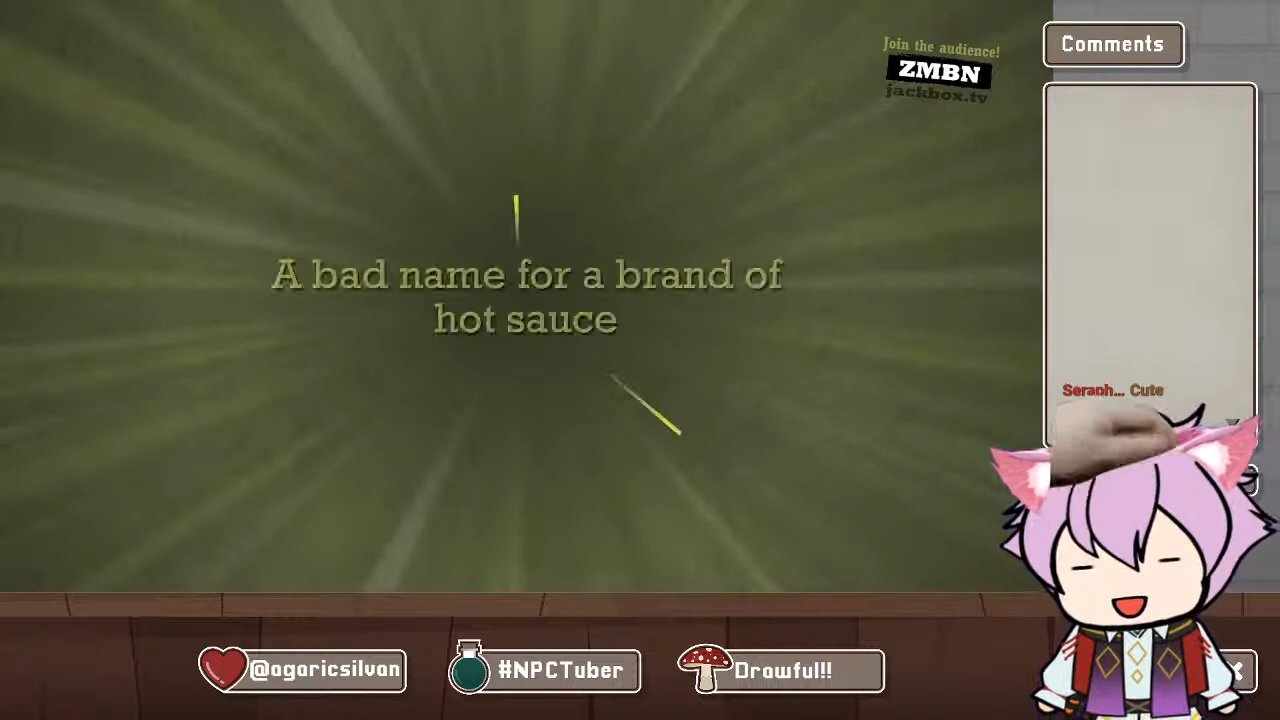 Join the audience!
ZMBN
jackbox.tv
Comments
A bad name for a brand of
hot sauce
Seraph... Cute
@agaricsilvan
#NPCTuber
Drawful!!